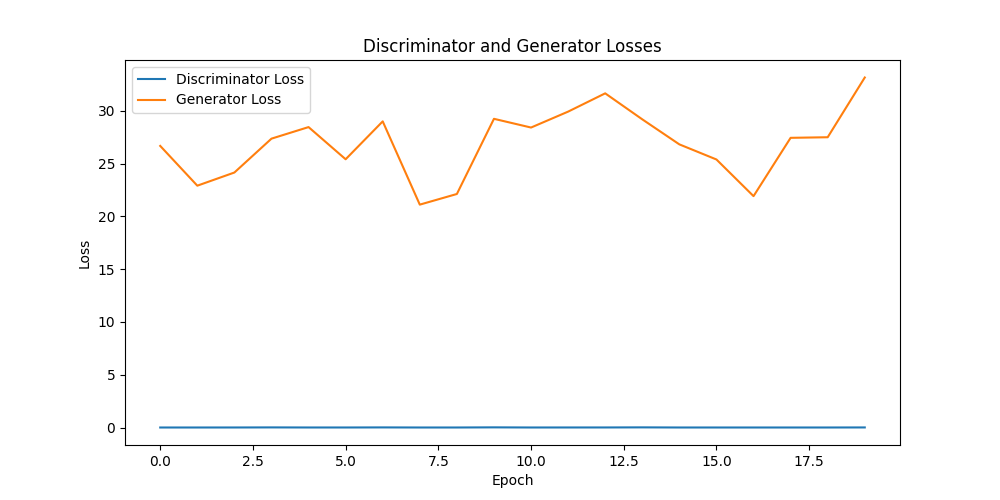 Discriminator and Generator Losses
Discriminator Loss
Generator Loss
30
25
20
15
10
5
0
Loss
0.0 2.5 5.0 7.5 10.0 12.5 15.0 17.5
Epoch